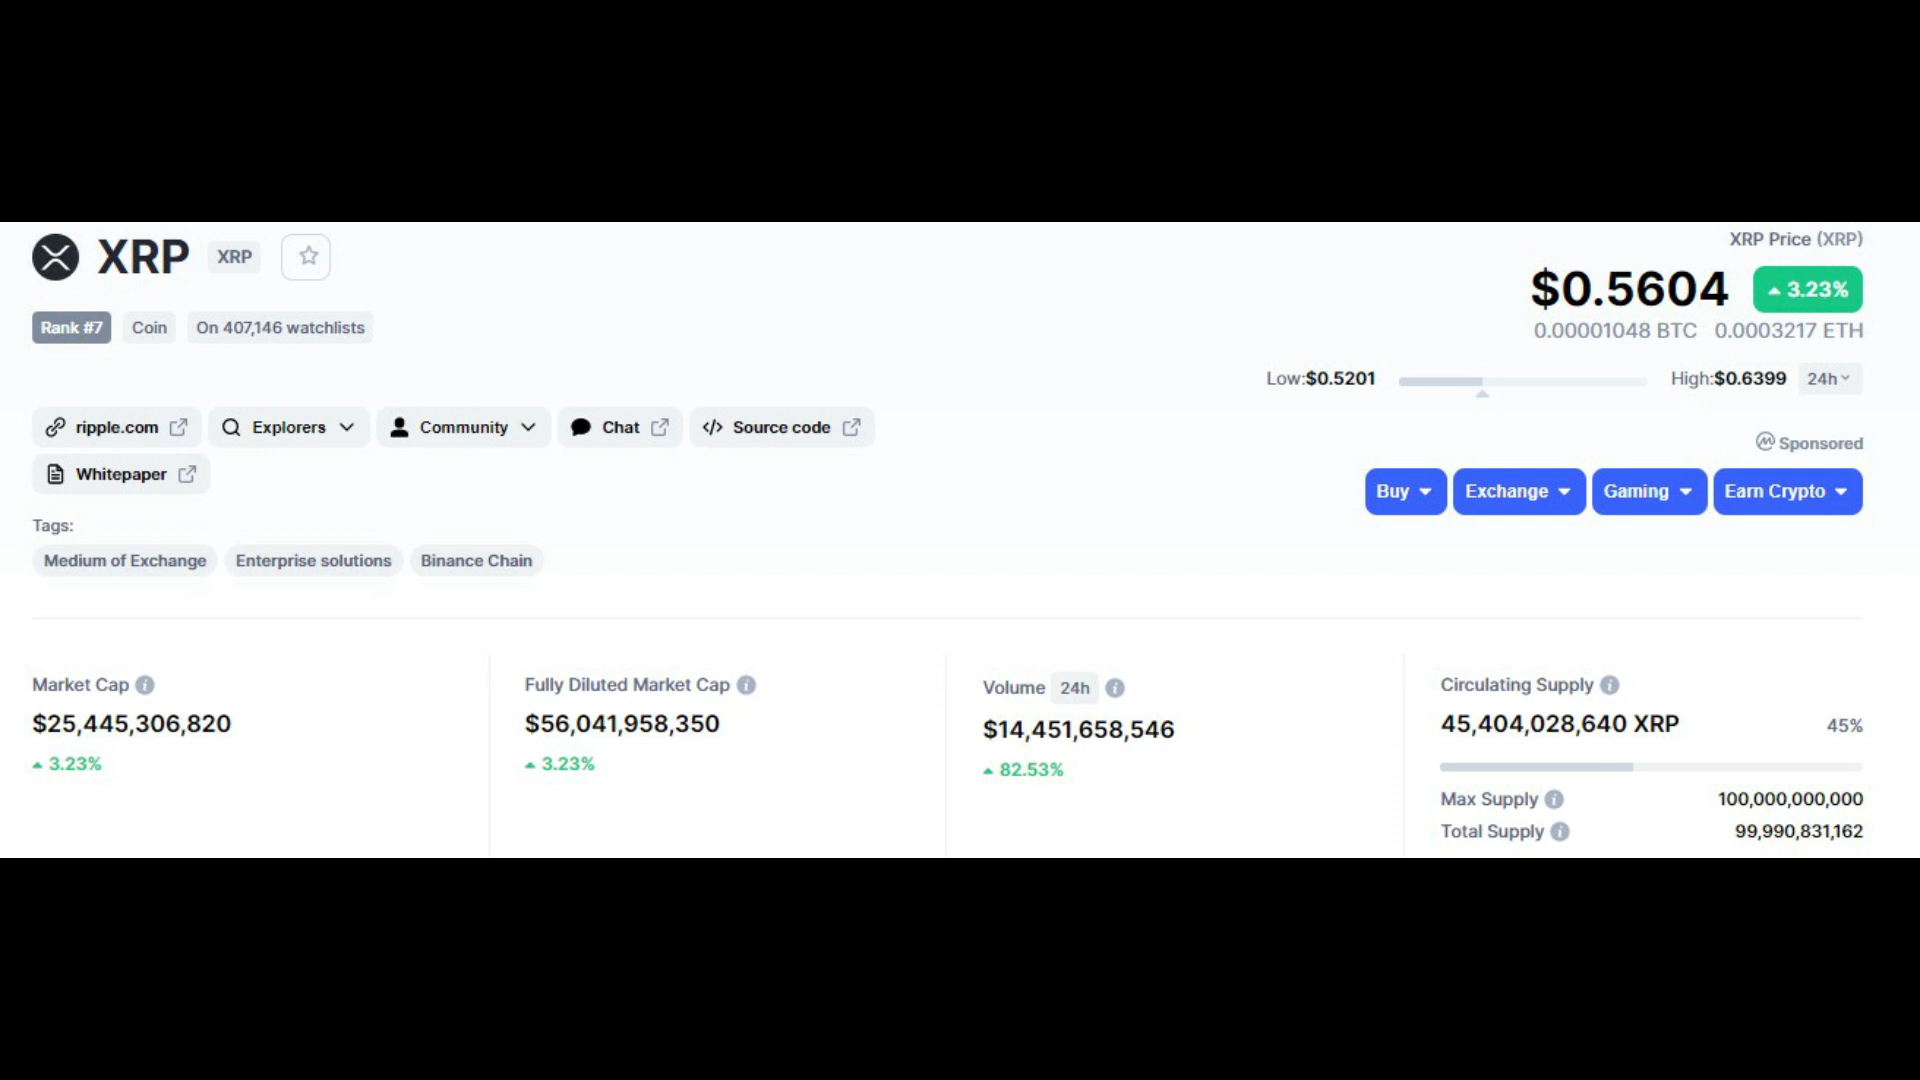 XRP XRP
Rank #7 Coin On 407,146 watchlists
ripple.com Explorers Community Chat Source code
Whitepaper
Tags:
Medium of Exchange Enterprise solutions Binance Chain
XRP Price (XRP)
$0.5604 3.23%
0.00001048 BTC 0.0003217 ETH
Low:$0.5201 High:$0.6399 24h
Sponsored
Buy Exchange Gaming Earn Crypto
Market Cap
$25,445,306,820
3.23%
Fully Diluted Market Cap
$56,041,958,350
3.23%
Volume 24h
$14,451,658,546
82.53%
Circulating Supply
45,404,028,640 XRP 45%
Max Supply 100,000,000,000
Total Supply 99,990,831,162